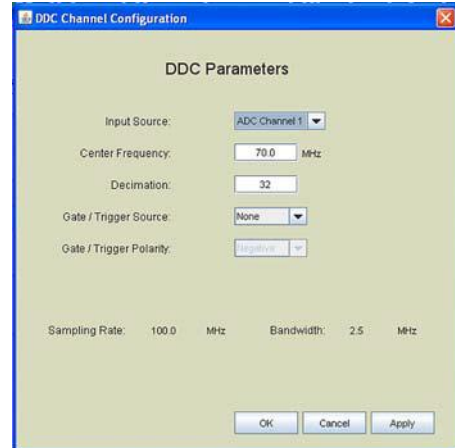 DDC Channel Configuration
DDC Parameters
Input Source: ADC Channel 1
Center Frequency: 70.0 MHz
Decimation: 32
Gate / Trigger Source: None
Gate / Trigger Polarity: Negative
Sampling Rate: 100.0 MHz Bandwidth: 2.5 MHz
OK Cancel Apply